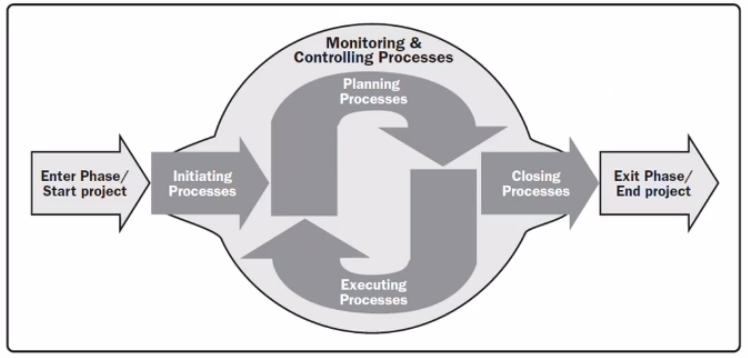 Monitoring &
Controlling Processes
Planning
Processes
Enter Phase/
Start project
Initiating
Processes
Closing
Processes
Exit Phase/
End project
Executing
Processes